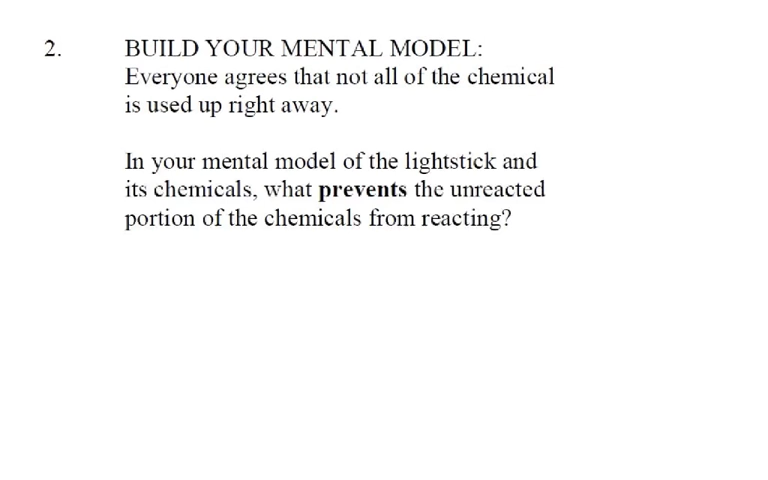 2. BUILD YOUR MENTAL MODEL:
Everyone agrees that not all of the chemical
is used up right away.
In your mental model of the lightstick and
its chemicals, what prevents the unreacted
portion of the chemicals from reacting?